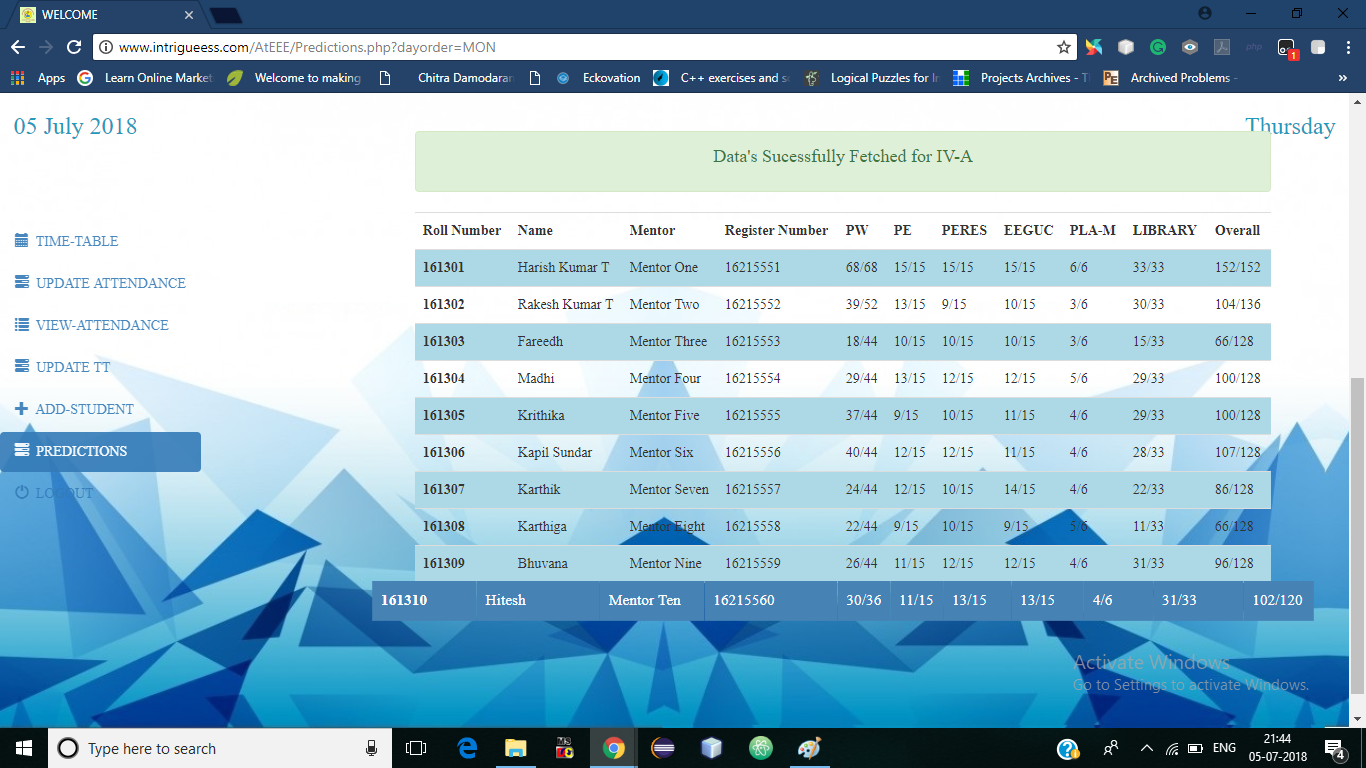 WELCOME
www.intrigueess.com/AtEEE/Predictions.php?dayorder=MON
php
1
Apps Learn Online Market Welcome to making Chitra Damodaran Eckovation C++ exercises and so Logical Puzzles for In Projects Archives - T PE Archived Problems - »
05 July 2018 Thursday
Data's Sucessfully Fetched for IV-A
TIME-TABLE
UPDATE ATTENDANCE
VIEW-ATTENDANCE
UPDATE TT
ADD-STUDENT
PREDICTIONS
LOGOUT
Roll Number Name Mentor Register Number PW PE PERES EEGUC PLA-M LIBRARY Overall
161301 Harish Kumar T Mentor One 16215551 68/68 15/15 15/15 15/15 6/6 33/33 152/152
161302 Rakesh Kumar T Mentor Two 16215552 39/52 13/15 9/15 10/15 3/6 30/33 104/136
161303 Fareedh Mentor Three 16215553 18/44 10/15 10/15 10/15 3/6 15/33 66/128
161304 Madhi Mentor Four 16215554 29/44 13/15 12/15 12/15 5/6 29/33 100/128
161305 Krithika Mentor Five 16215555 37/44 9/15 10/15 11/15 4/6 29/33 100/128
161306 Kapil Sundar Mentor Six 16215556 40/44 12/15 12/15 11/15 4/6 28/33 107/128
161307 Karthik Mentor Seven 16215557 24/44 12/15 10/15 14/15 4/6 22/33 86/128
161308 Karthiga Mentor Eight 16215558 22/44 9/15 10/15 9/15 5/6 11/33 66/128
161309 Bhuvana Mentor Nine 16215559 26/44 11/15 12/15 12/15 4/6 31/33 96/128
161310 Hitesh Mentor Ten 16215560 30/36 11/15 13/15 13/15 4/6 31/33 102/120
Activate Windows
Go to Settings to activate Windows.
Type here to search
ENG
21:44
05-07-2018
4